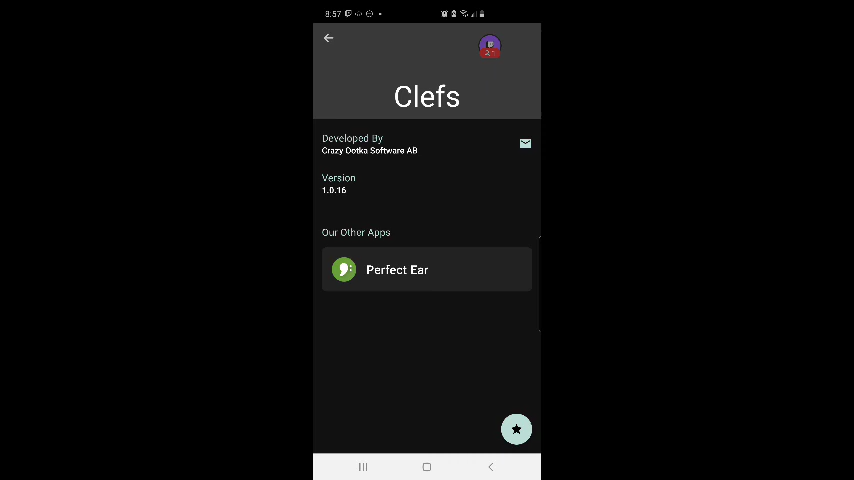 8:57
Clefs
Developed By
Crazy Ootka Software AB
Version
1.0.16
Our Other Apps
Perfect Ear